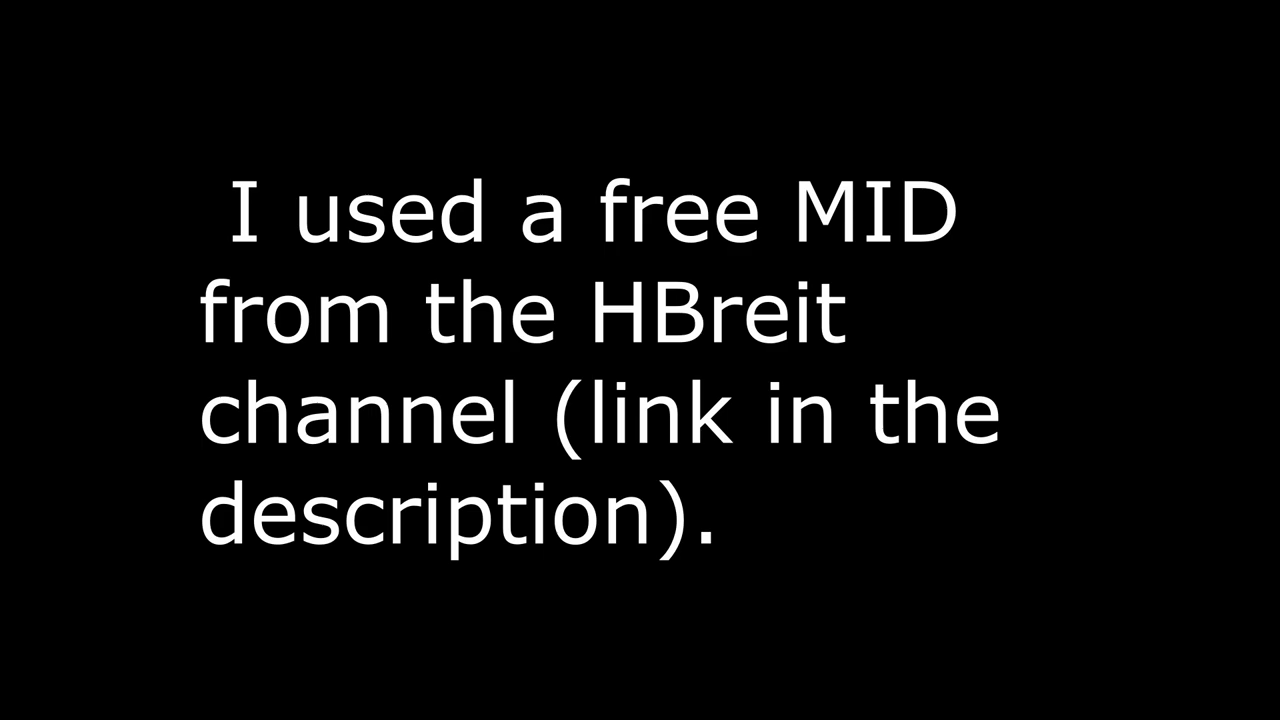 I used a free MID
from the HBreit
channel (link in the
description).